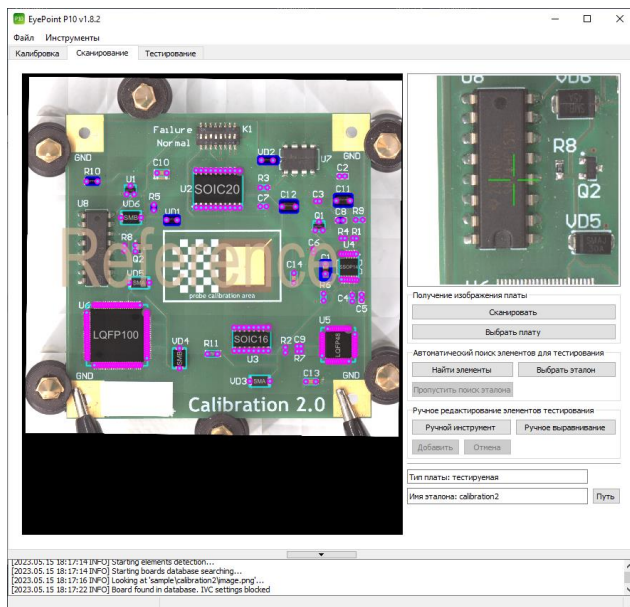 EyePoint P10 v1.8.2
Файл Инструменты
Калибровка Сканирование Тестирование
Failure
Normal
K1
GND
GND
C10
VD2
U7
R10
U1
U2
SOIC20
R3
C2
U8
VD6
SMB
R5
VD1
C7
C12
C3
C11
Q1
C8
R9
R8
Q2
R4
R1
C6
U4
Reference
C14
C1
SSOP16
VD5
SMA
probe calibration area
R6
C4
C5
U6
LQFP100
VD4
SMB
R11
SOIC16
U3
R2
C9
R7
U5
LQFP48
GND
VD3
SMA
C13
GND
Calibration 2.0
U8
VD6
R8
Q2
VD5
Получение изображения платы
Сканировать
Выбрать плату
Автоматический поиск элементов для тестирования
Найти элементы Выбрать эталон
Пропустить поиск эталона
Ручное редактирование элементов тестирования
Ручной инструмент Ручное выравнивание
Добавить Отмена
Тип платы: тестируемая
Имя эталона: calibration2 Путь
[2023.05.15 18:17:14 INFO] Starting elements detection...
[2023.05.15 18:17:14 INFO] Starting boards database searching...
[2023.05.15 18:17:16 INFO] Looking at 'sample\calibration2\image.png'...
[2023.05.15 18:17:22 INFO] Board found in database. IVC settings blocked